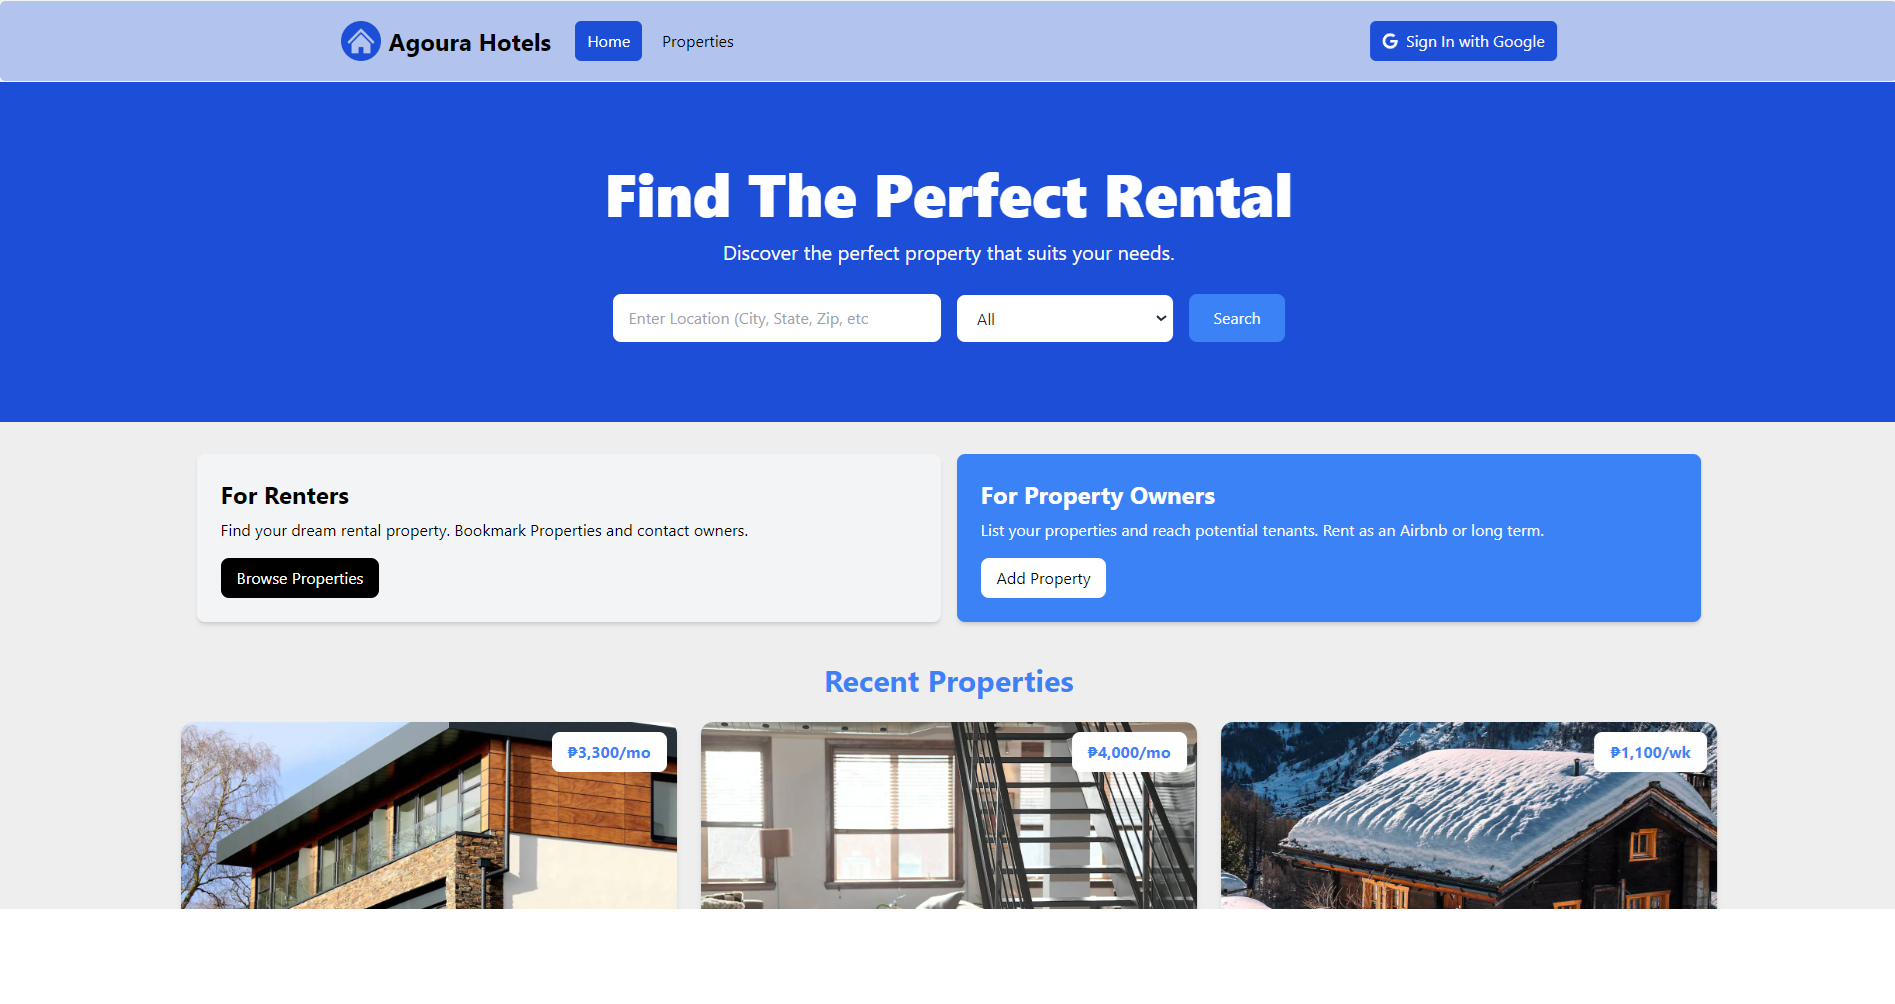 Agoura Hotels
Home
Properties
Sign In with Google
Find The Perfect Rental
Discover the perfect property that suits your needs.
Enter Location (City, State, Zip, etc
All
Search
For Renters
Find your dream rental property. Bookmark Properties and contact owners.
Browse Properties
For Property Owners
List your properties and reach potential tenants. Rent as an Airbnb or long term.
Add Property
Recent Properties
₱3,300/mo
₱4,000/mo
₱1,100/wk